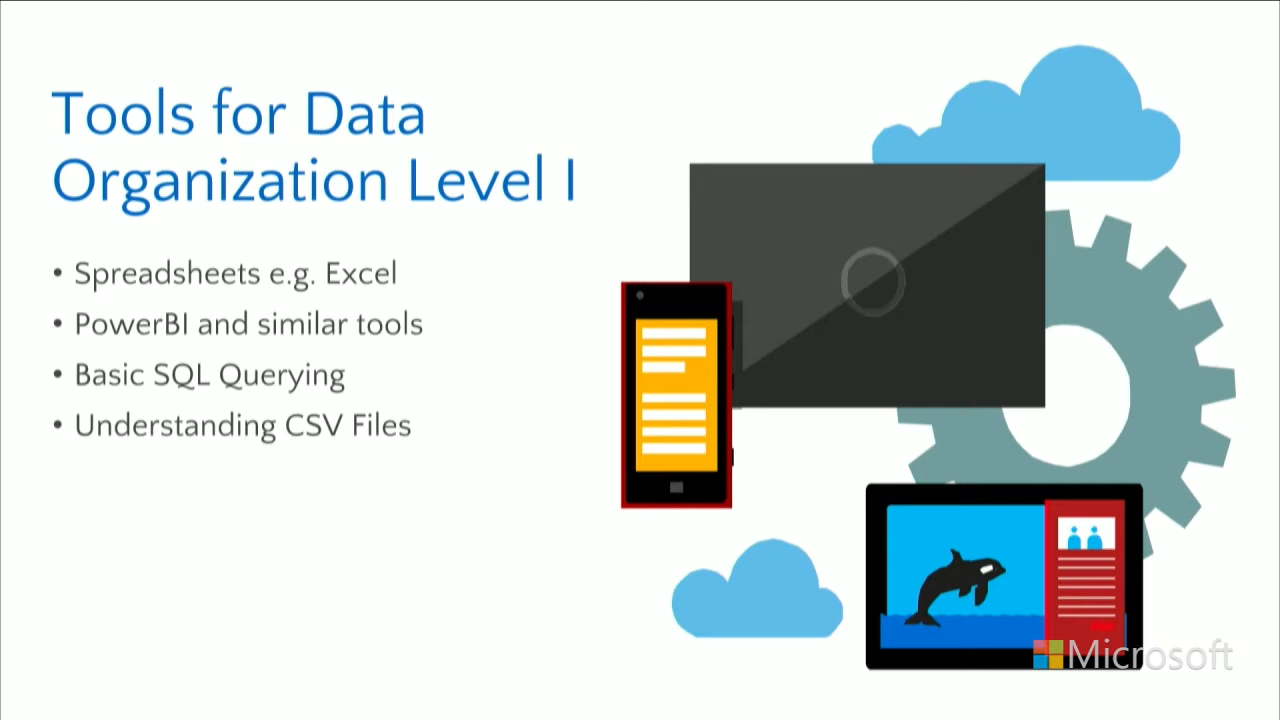 Tools for Data
Organization Level I
• Spreadsheets e.g. Excel
• PowerBI and similar tools
• Basic SQL Querying
• Understanding CSV Files
Microsoft